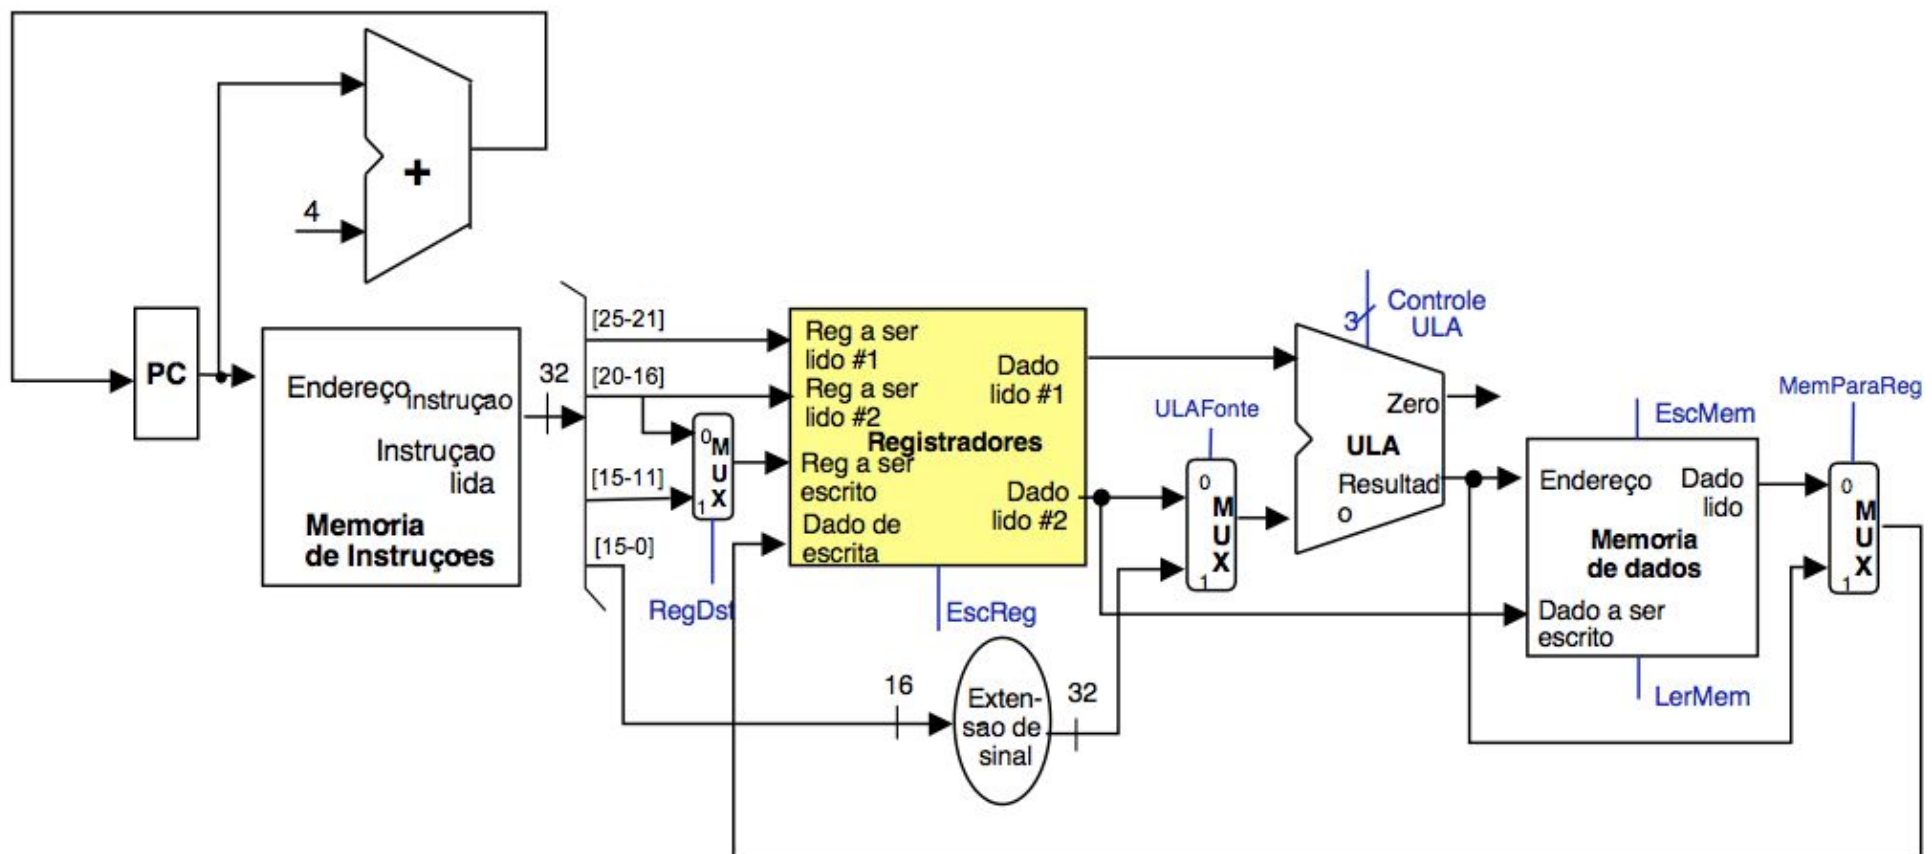 +
4
PC
Endereço
instruçao
Instruçao
lida
Memoria
de Instruçoes
32
[25-21]
[20-16]
[15-11]
[15-0]
0
M
U
X
1
RegDst
Reg a ser
lido #1
Reg a ser
lido #2
Registradores
Reg a ser
escrito
Dado de
escrita
Dado
lido #1
Dado
lido #2
EscReg
16
Exten-
sao de
sinal
32
ULAFonte
0
M
U
X
1
3
Controle
ULA
Zero
ULA
Resultad
o
EscMem
Endereço
Dado
lido
Memoria
de dados
Dado a ser
escrito
LerMem
MemParaReg
0
M
U
X
1